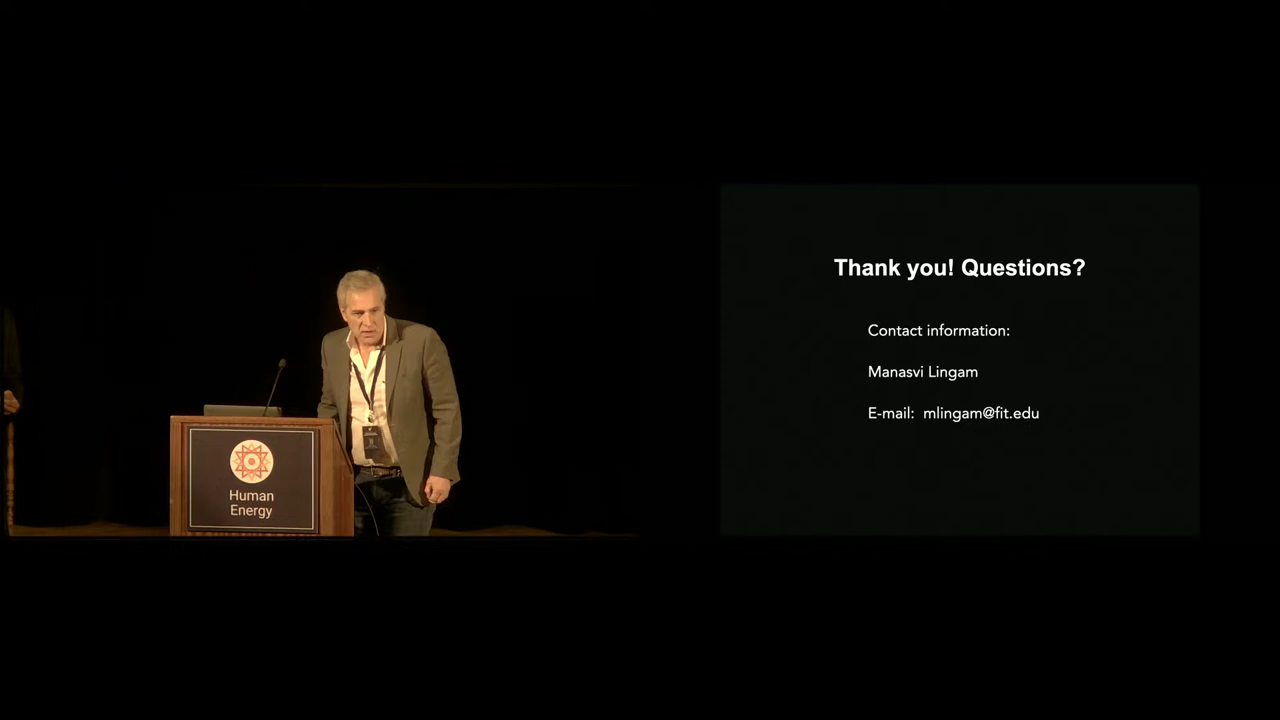 Human
Energy
Thank you! Questions?
Contact information:
Manasvi Lingam
E-mail: mlingam@fit.edu